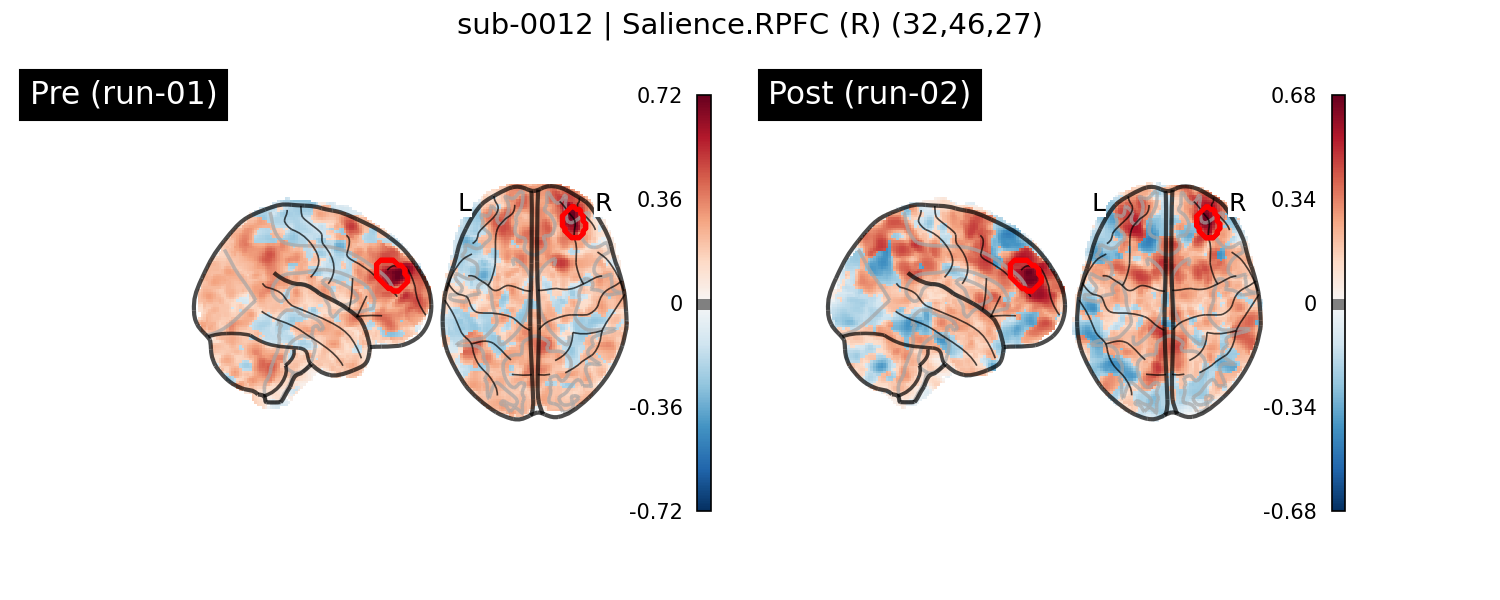 sub-0012 | Salience.RPFC (R) (32,46,27)
Pre (run-01)
L
R
0.72
0.36
0
-0.36
-0.72
Post (run-02)
L
R
0.68
0.34
0
-0.34
-0.68